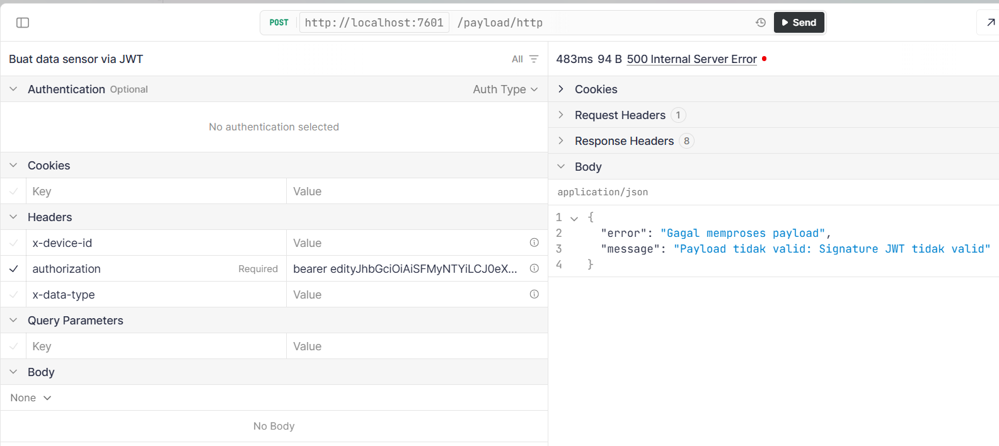 POST http://localhost:7601 /payload/http Send
Buat data sensor via JWT All
Authentication Optional Auth Type
No authentication selected
Cookies
Key Value
Headers
x-device-id Value
authorization Required bearer edityJhbGciOiAiSFMyNTYiLCJ0eX...
x-data-type Value
Query Parameters
Key Value
Body
None
No Body
483ms 94 B 500 Internal Server Error
Cookies
Request Headers 1
Response Headers 8
Body
application/json
1 {
2 "error": "Gagal memproses payload",
3 "message": "Payload tidak valid: Signature JWT tidak valid"
4 }